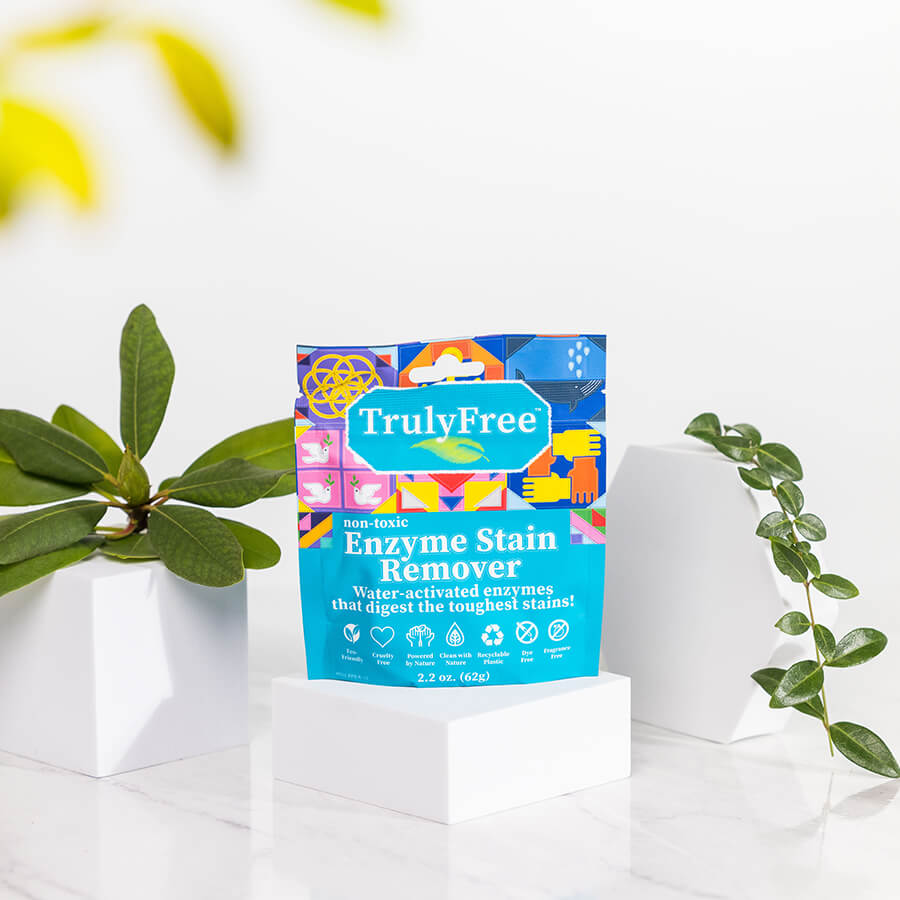 TrulyFree™
non-toxic
Enzyme Stain
Remover
Water-activated enzymes
that digest the toughest stains!
Eco-
Friendly
Cruelty
Free
Powered
by Nature
Clean with
Nature
Recyclable
Plastic
Dye
Free
Fragrance
Free
2.2 oz. (62g)